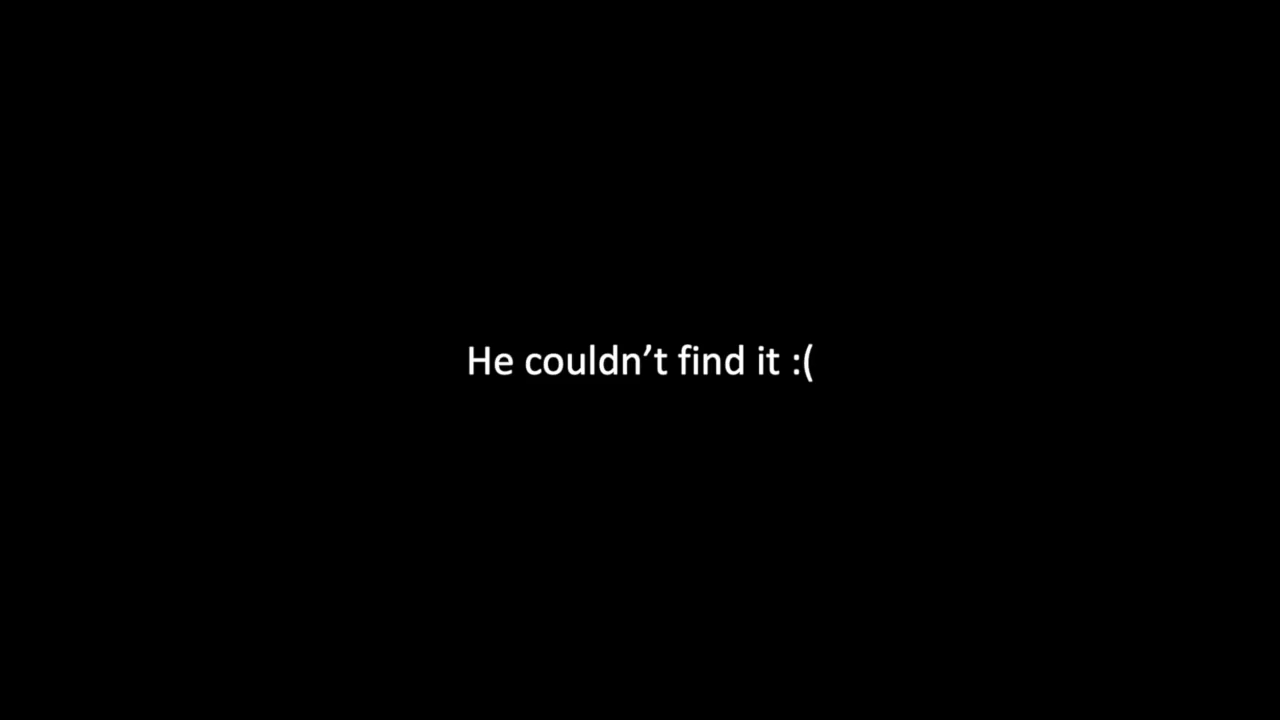 He couldn’t find it :(